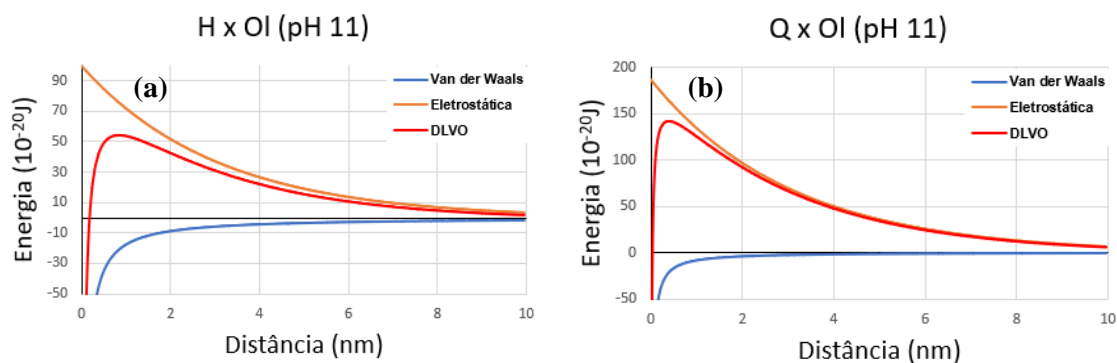 H x Ol (pH 11)
(a)
Van der Waals
Eletrostática
DLVO
Energia (10⁻²⁰J)
90
70
50
30
10
-10
-30
-50
0 2 4 6 8 10
Distância (nm)
Q x Ol (pH 11)
(b)
Van der Waals
Eletrostática
DLVO
Energia (10⁻²⁰J)
200
150
100
50
0
-50
0 2 4 6 8 10
Distância (nm)